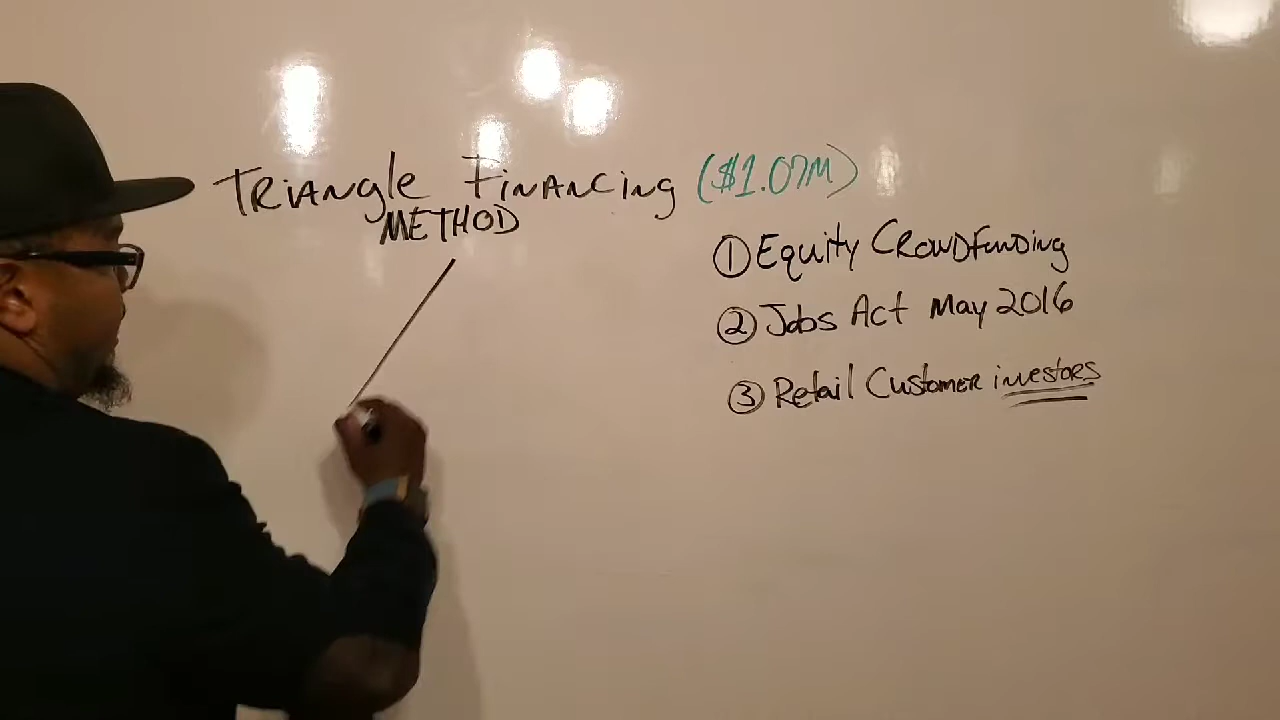 Triangle Financing ($1.07M)
METHOD
① Equity Crowdfunding
② Jobs Act May 2016
③ Retail Customer investors